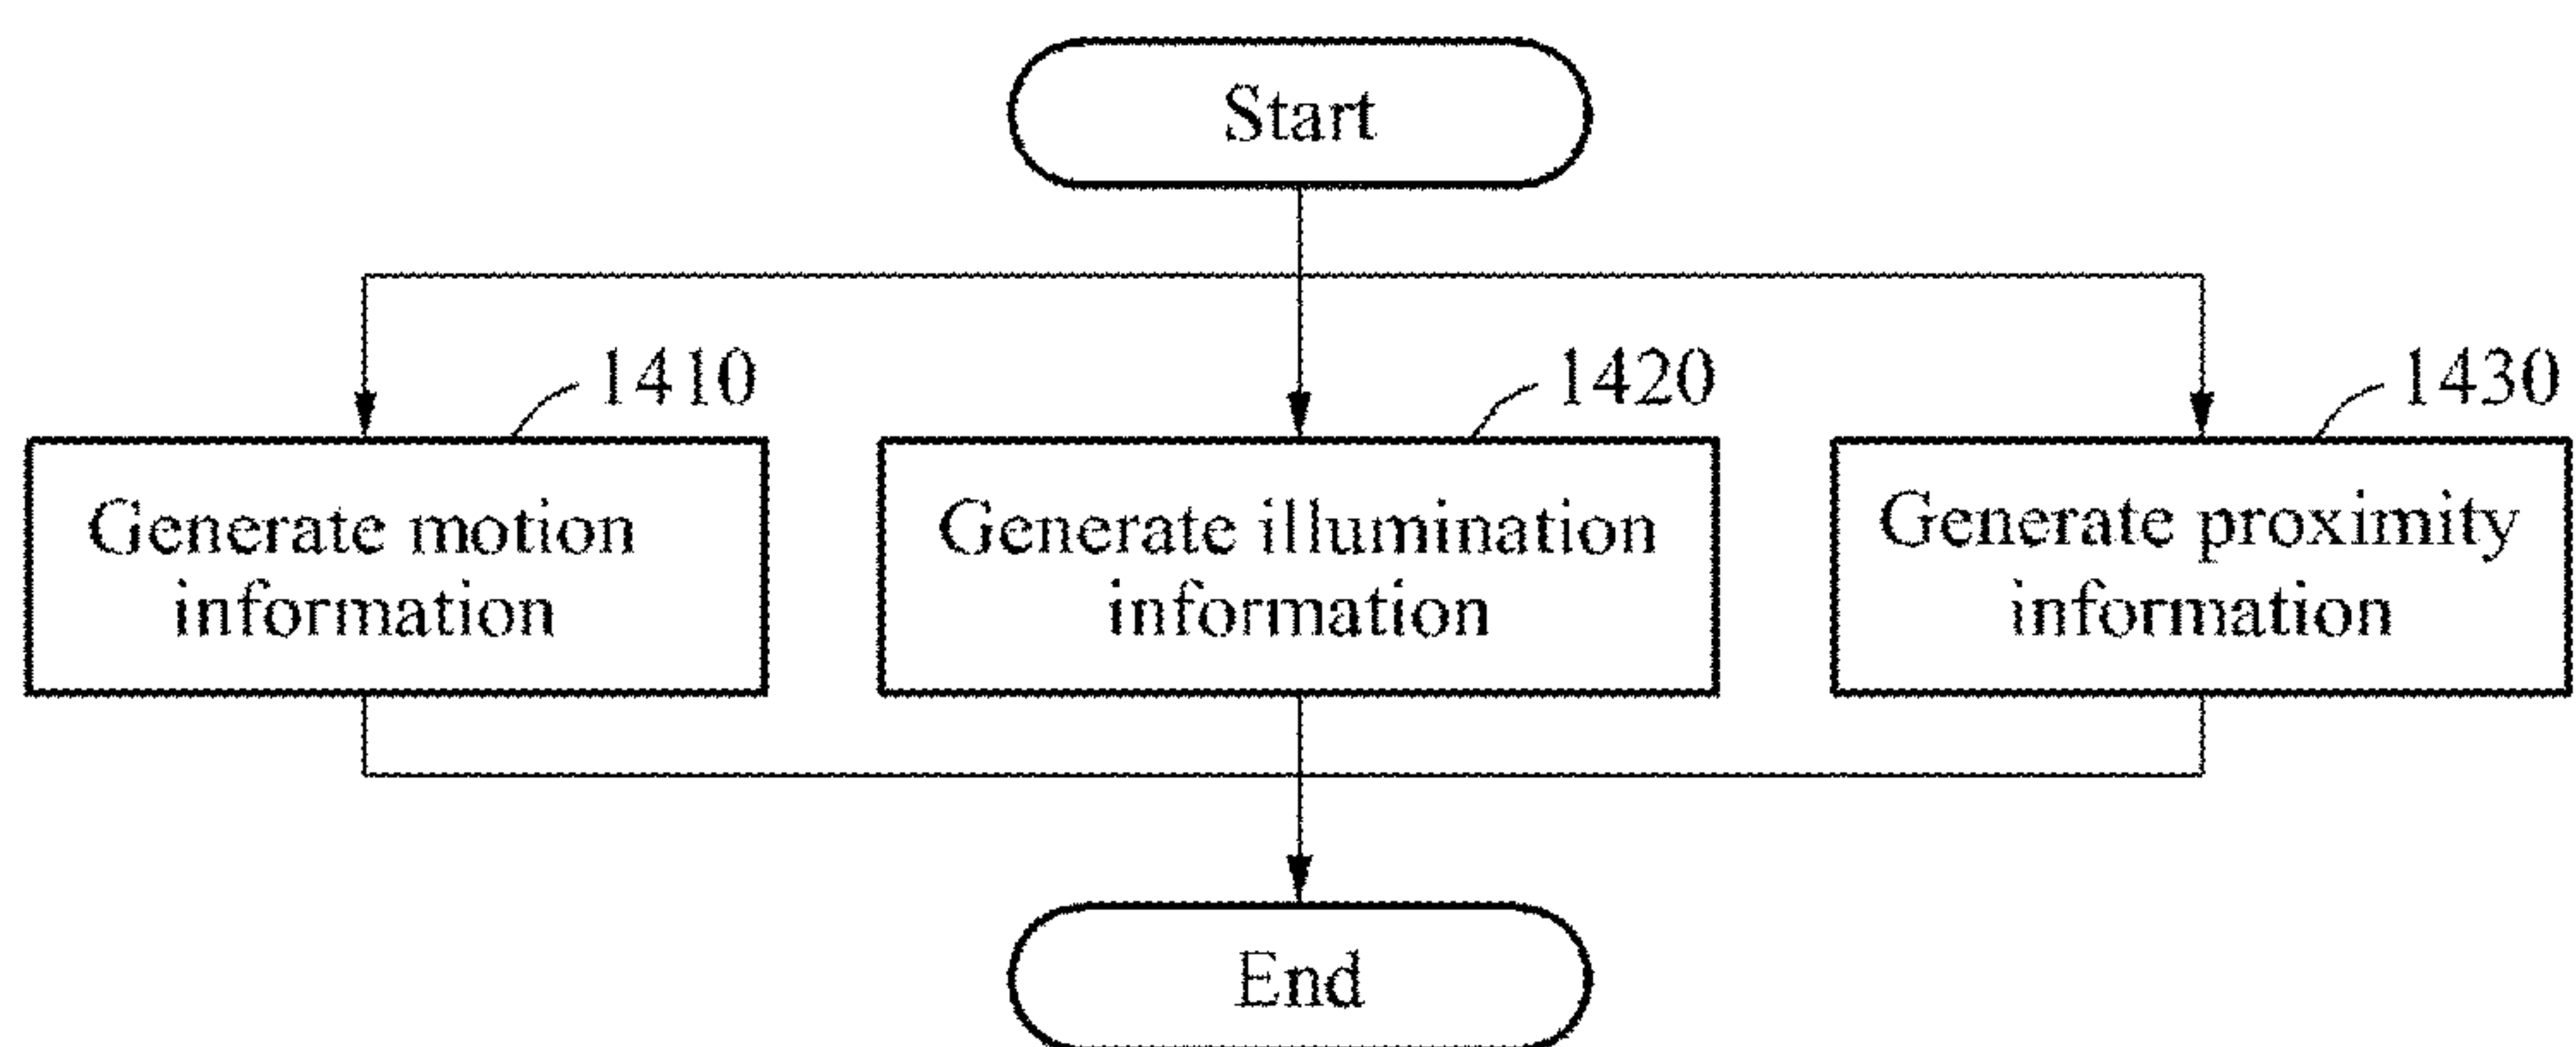 Start
1410
1420
1430
Generate motion
information
Generate illumination
information
Generate proximity
information
End